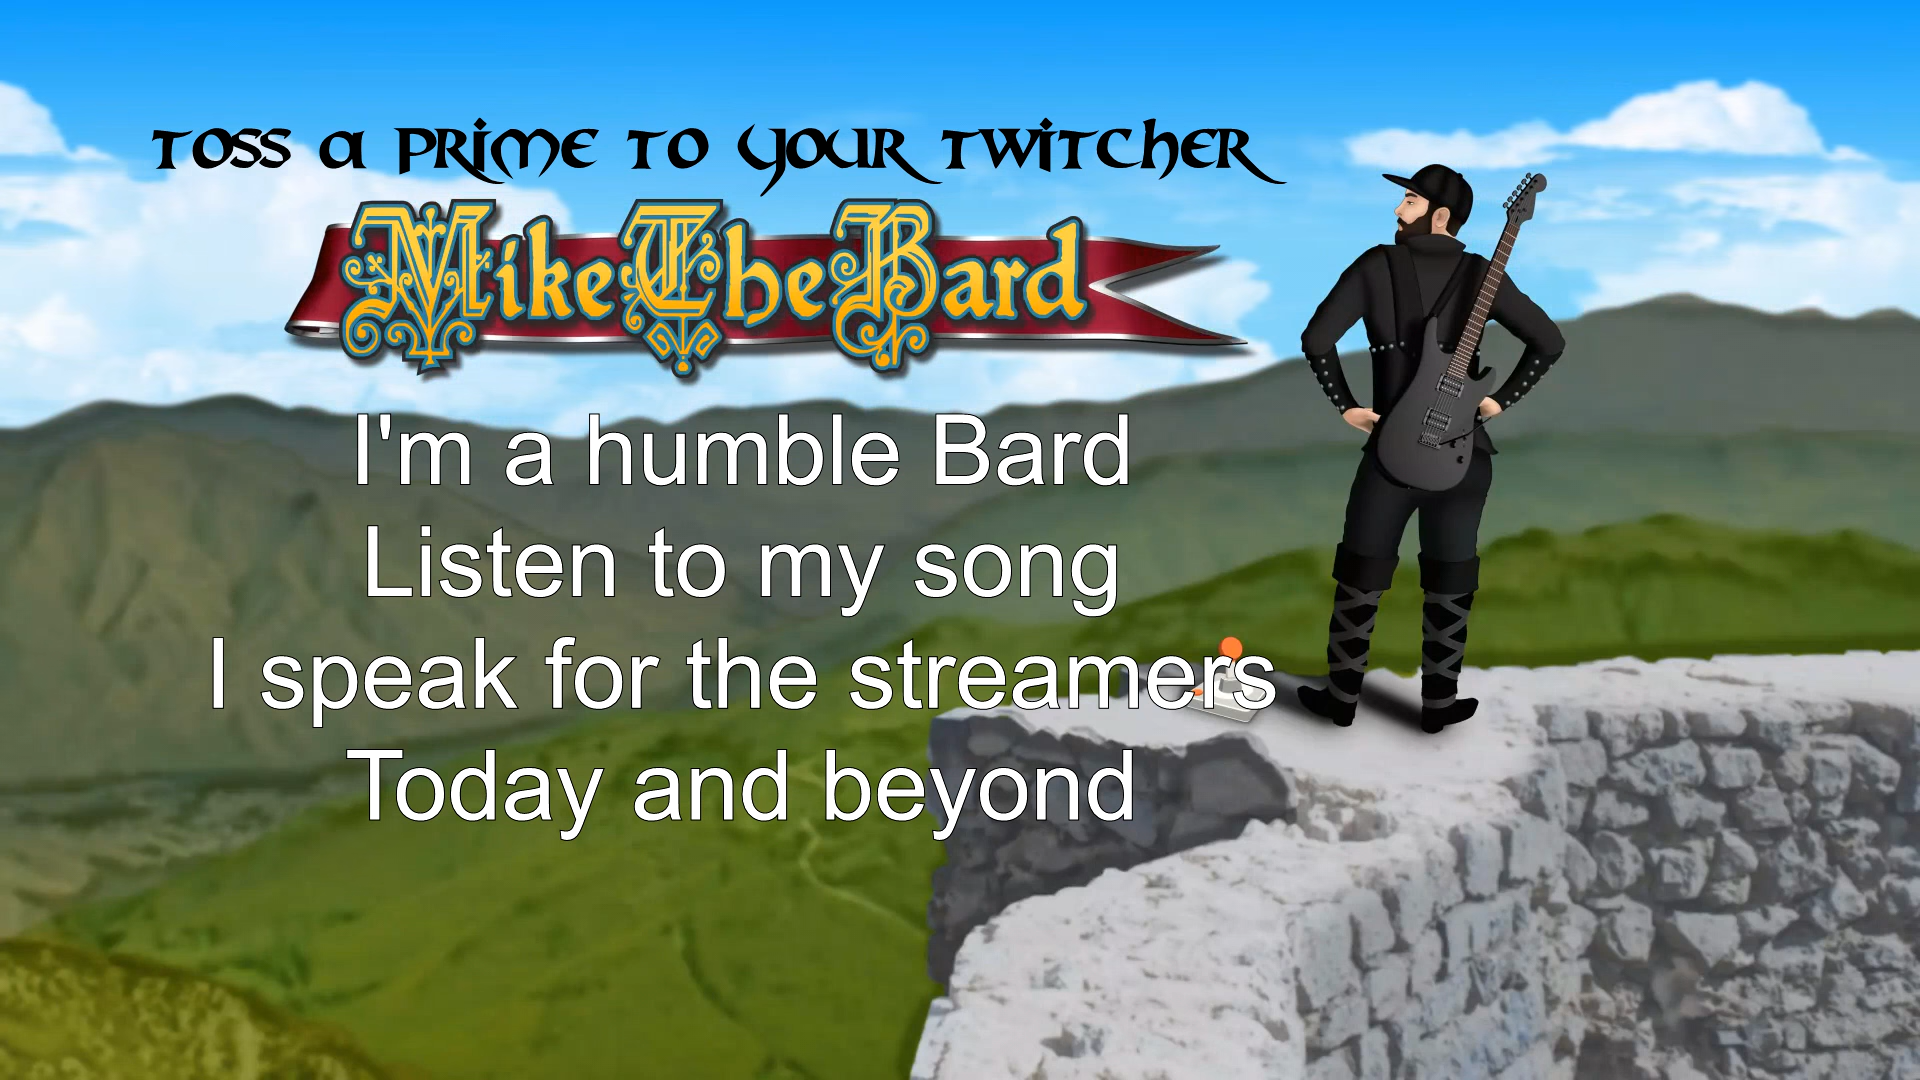 TOSS A PRIME TO YOUR TWITCHER
MikeTheBard
I'm a humble Bard
Listen to my song
I speak for the streamers
Today and beyond